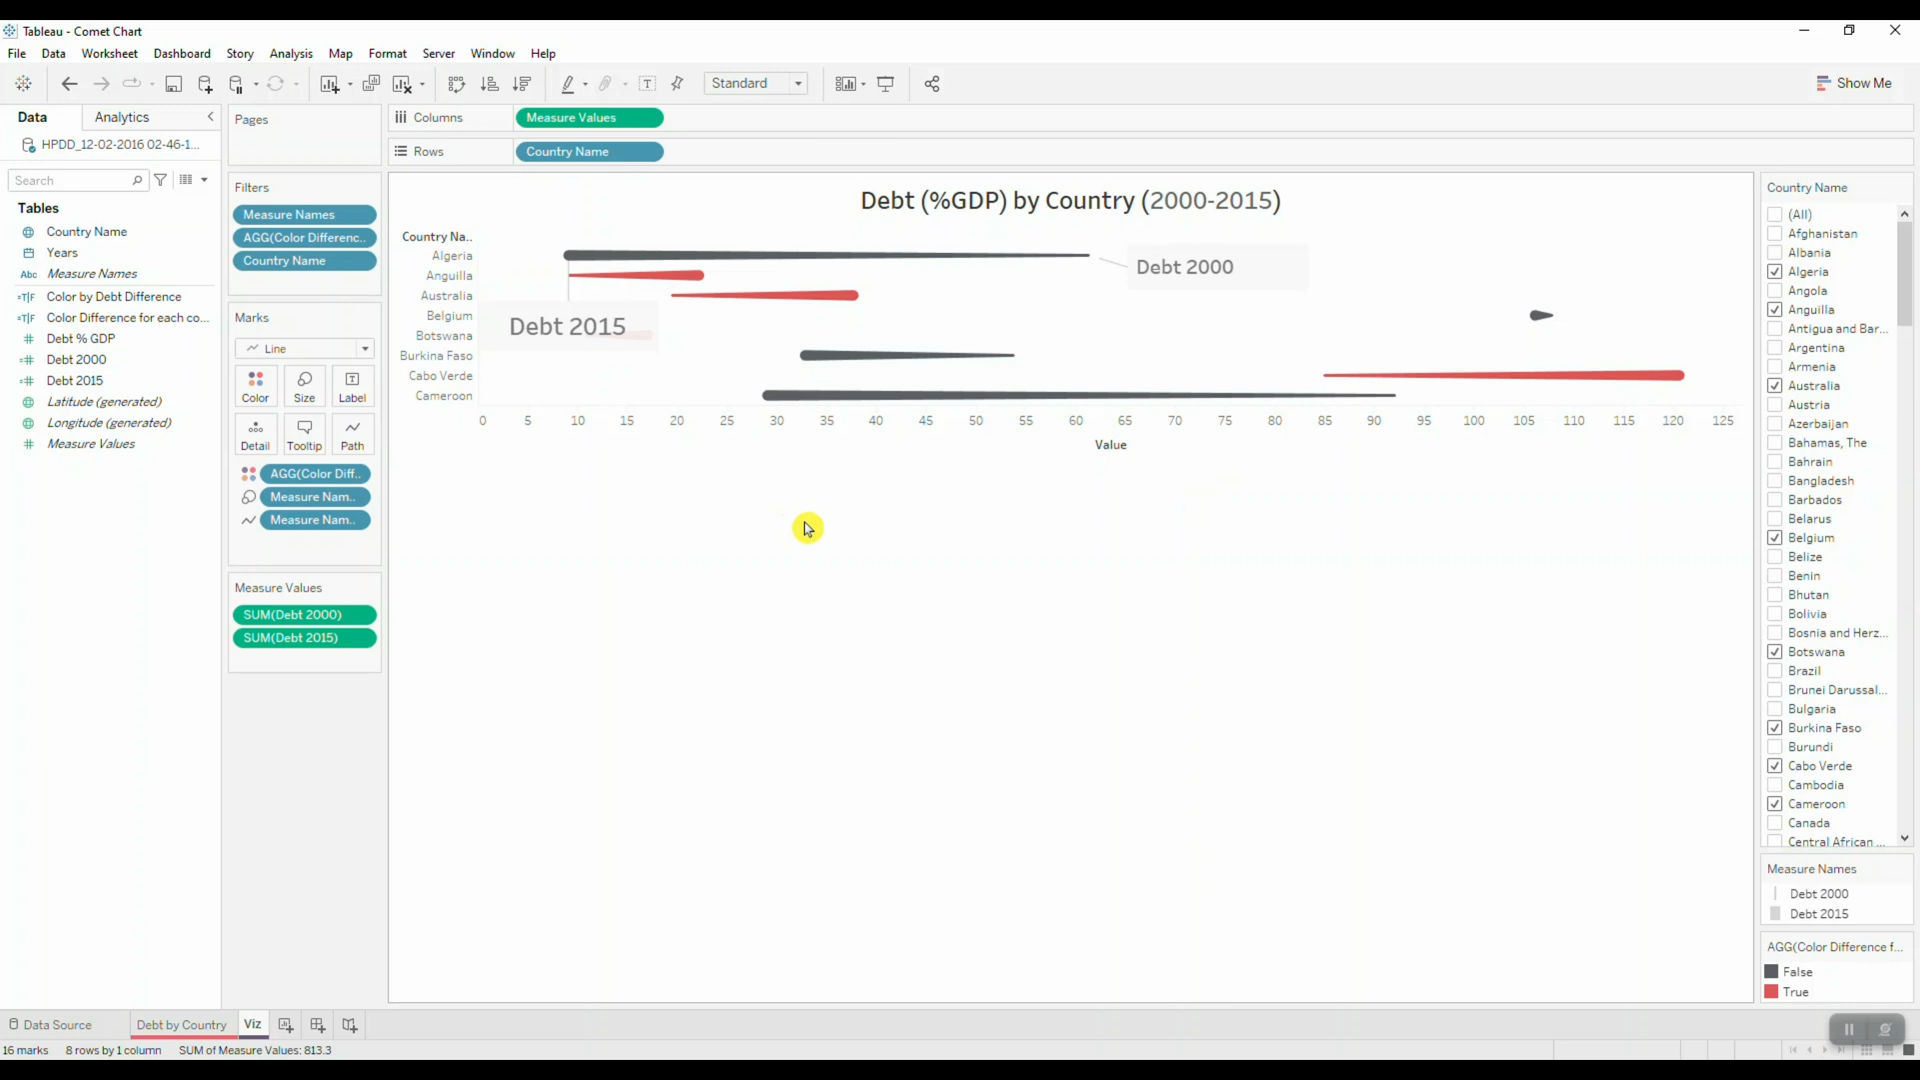 Tableau - Comet Chart
File Data Worksheet Dashboard Story Analysis Map Format Server Window Help
Standard
Show Me
Data Analytics
HPDD_12-02-2016 02-46-1...
Search
Tables
Country Name
Years
Abc Measure Names
=T|F Color by Debt Difference
=T|F Color Difference for each co...
# Debt % GDP
=# Debt 2000
=# Debt 2015
Latitude (generated)
Longitude (generated)
# Measure Values
Pages
Filters
Measure Names
AGG(Color Differenc..
Country Name
Marks
Line
Color Size Label
Detail Tooltip Path
AGG(Color Diff..
Measure Nam..
Measure Nam..
Measure Values
SUM(Debt 2000)
SUM(Debt 2015)
Columns Measure Values
Rows Country Name
Debt (%GDP) by Country (2000-2015)
Country Na..
Algeria
Anguilla
Australia
Belgium
Botswana
Burkina Faso
Cabo Verde
Cameroon
Debt 2000
Debt 2015
0 5 10 15 20 25 30 35 40 45 50 55 60 65 70 75 80 85 90 95 100 105 110 115 120 125
Value
Country Name
(All)
Afghanistan
Albania
Algeria
Angola
Anguilla
Antigua and Bar...
Argentina
Armenia
Australia
Austria
Azerbaijan
Bahamas, The
Bahrain
Bangladesh
Barbados
Belarus
Belgium
Belize
Benin
Bhutan
Bolivia
Bosnia and Herz...
Botswana
Brazil
Brunei Darussal...
Bulgaria
Burkina Faso
Burundi
Cabo Verde
Cambodia
Cameroon
Canada
Central African ...
Measure Names
Debt 2000
Debt 2015
AGG(Color Difference f...
False
True
Data Source Debt by Country Viz
16 marks 8 rows by 1 column SUM of Measure Values: 813.3